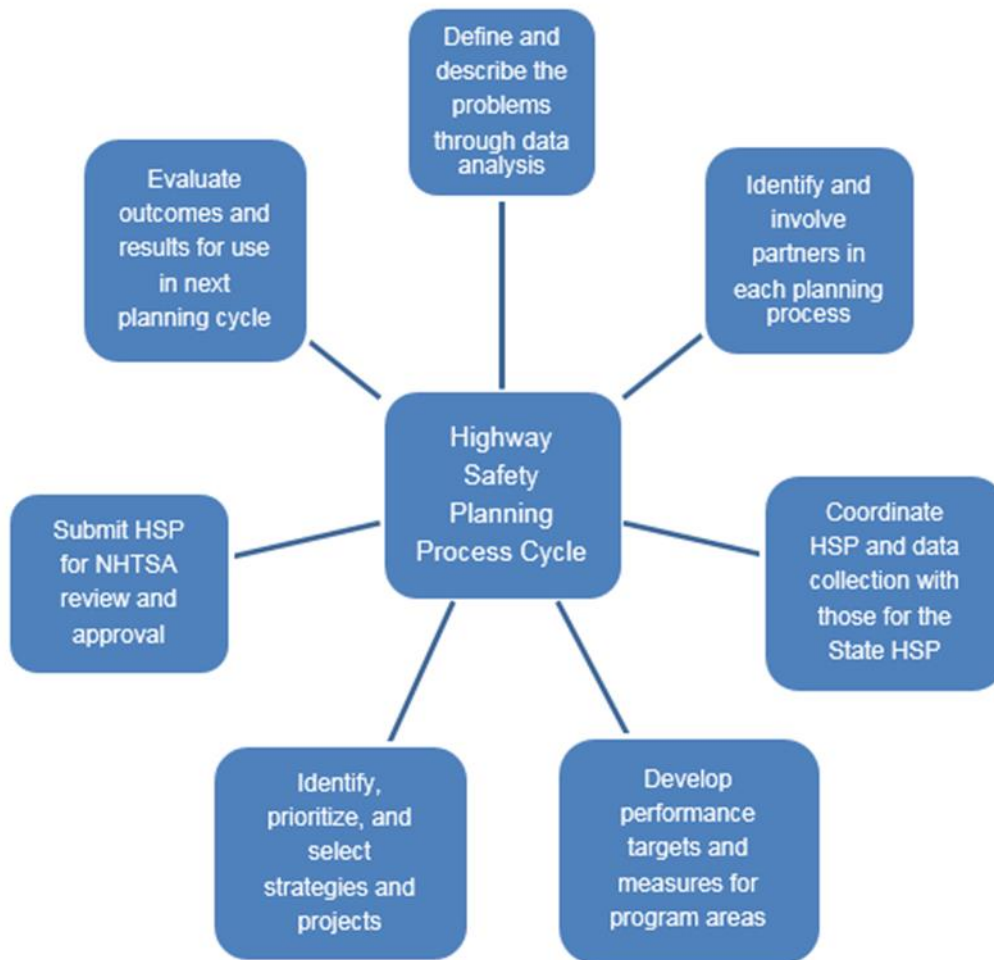 Define and
describe the
problems
through data
analysis
Identify and
involve
partners in
each planning
process
Coordinate
HSP and data
collection with
those for the
State HSP
Develop
performance
targets and
measures for
program areas
Identify,
prioritize, and
select
strategies and
projects
Submit HSP
for NHTSA
review and
approval
Evaluate
outcomes and
results for use
in next
planning cycle
Highway
Safety
Planning
Process Cycle